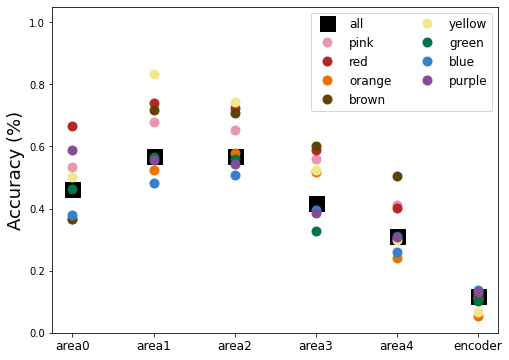 1.0
0.8
0.6
0.4
0.2
0.0
Accuracy (%)
all
pink
red
orange
brown
yellow
green
blue
purple
area0 area1 area2 area3 area4 encoder